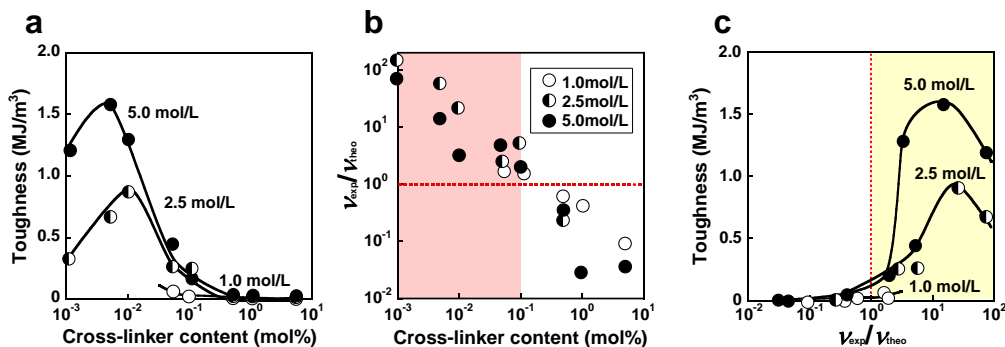 a
Toughness (MJ/m³)
2.0
1.5
1.0
0.5
0
5.0 mol/L
2.5 mol/L
1.0 mol/L
10⁻³ 10⁻² 10⁻¹ 10⁰ 10¹
Cross-linker content (mol%)
b
ν_exp/ν_theo
10²
10¹
10⁰
10⁻¹
10⁻²
1.0mol/L
2.5mol/L
5.0mol/L
10⁻³ 10⁻² 10⁻¹ 10⁰ 10¹
Cross-linker content (mol%)
c
Toughness (MJ/m³)
2.0
1.5
1.0
0.5
0
5.0 mol/L
2.5 mol/L
1.0 mol/L
10⁻² 10⁻¹ 10⁰ 10¹ 10²
ν_exp/ν_theo